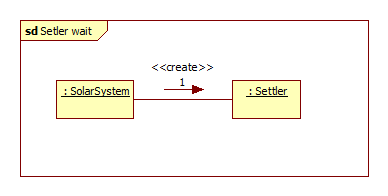 sd Setler wait
<<create>>
1
: SolarSystem
: Settler